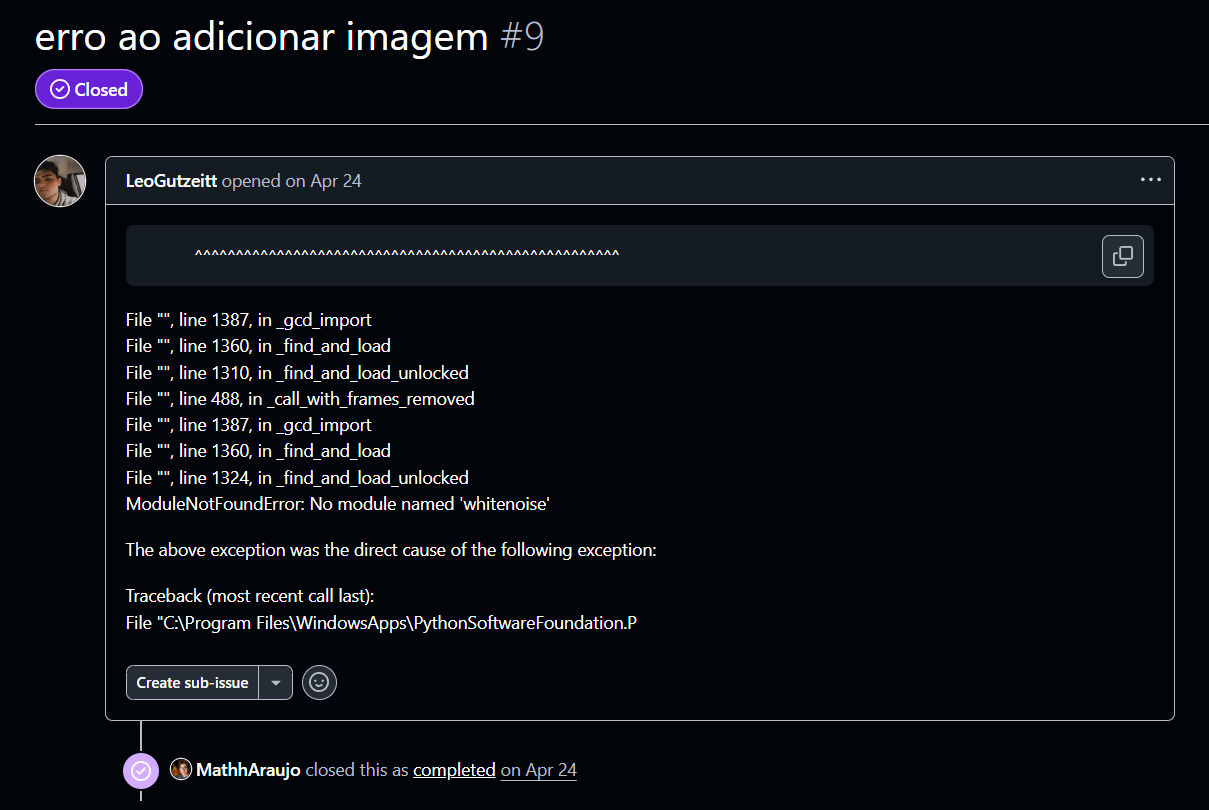 erro ao adicionar imagem #9
Closed
LeoGutzeitt opened on Apr 24
^^^^^^^^^^^^^^^^^^^^^^^^^^^^^^^^^^^^^^^^^^^^^^^^^^^^
File "", line 1387, in _gcd_import
File "", line 1360, in _find_and_load
File "", line 1310, in _find_and_load_unlocked
File "", line 488, in _call_with_frames_removed
File "", line 1387, in _gcd_import
File "", line 1360, in _find_and_load
File "", line 1324, in _find_and_load_unlocked
ModuleNotFoundError: No module named 'whitenoise'
The above exception was the direct cause of the following exception:
Traceback (most recent call last):
File "C:\Program Files\WindowsApps\PythonSoftwareFoundation.P
Create sub-issue
MathhAraujo closed this as completed on Apr 24